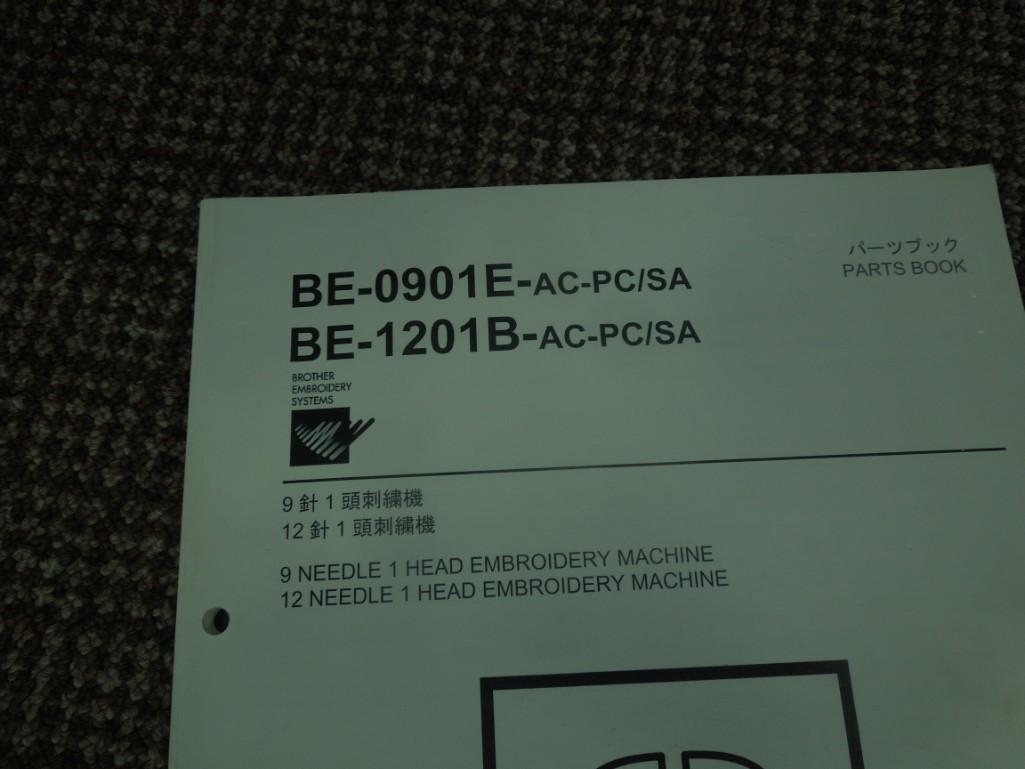 BE-0901E-AC-PC/SA
BE-1201B-AC-PC/SA
パーツブック
PARTS BOOK
BROTHER
EMBROIDERY
SYSTEMS
9 針 1 頭刺繍機
12 針 1 頭刺繍機
9 NEEDLE 1 HEAD EMBROIDERY MACHINE
12 NEEDLE 1 HEAD EMBROIDERY MACHINE